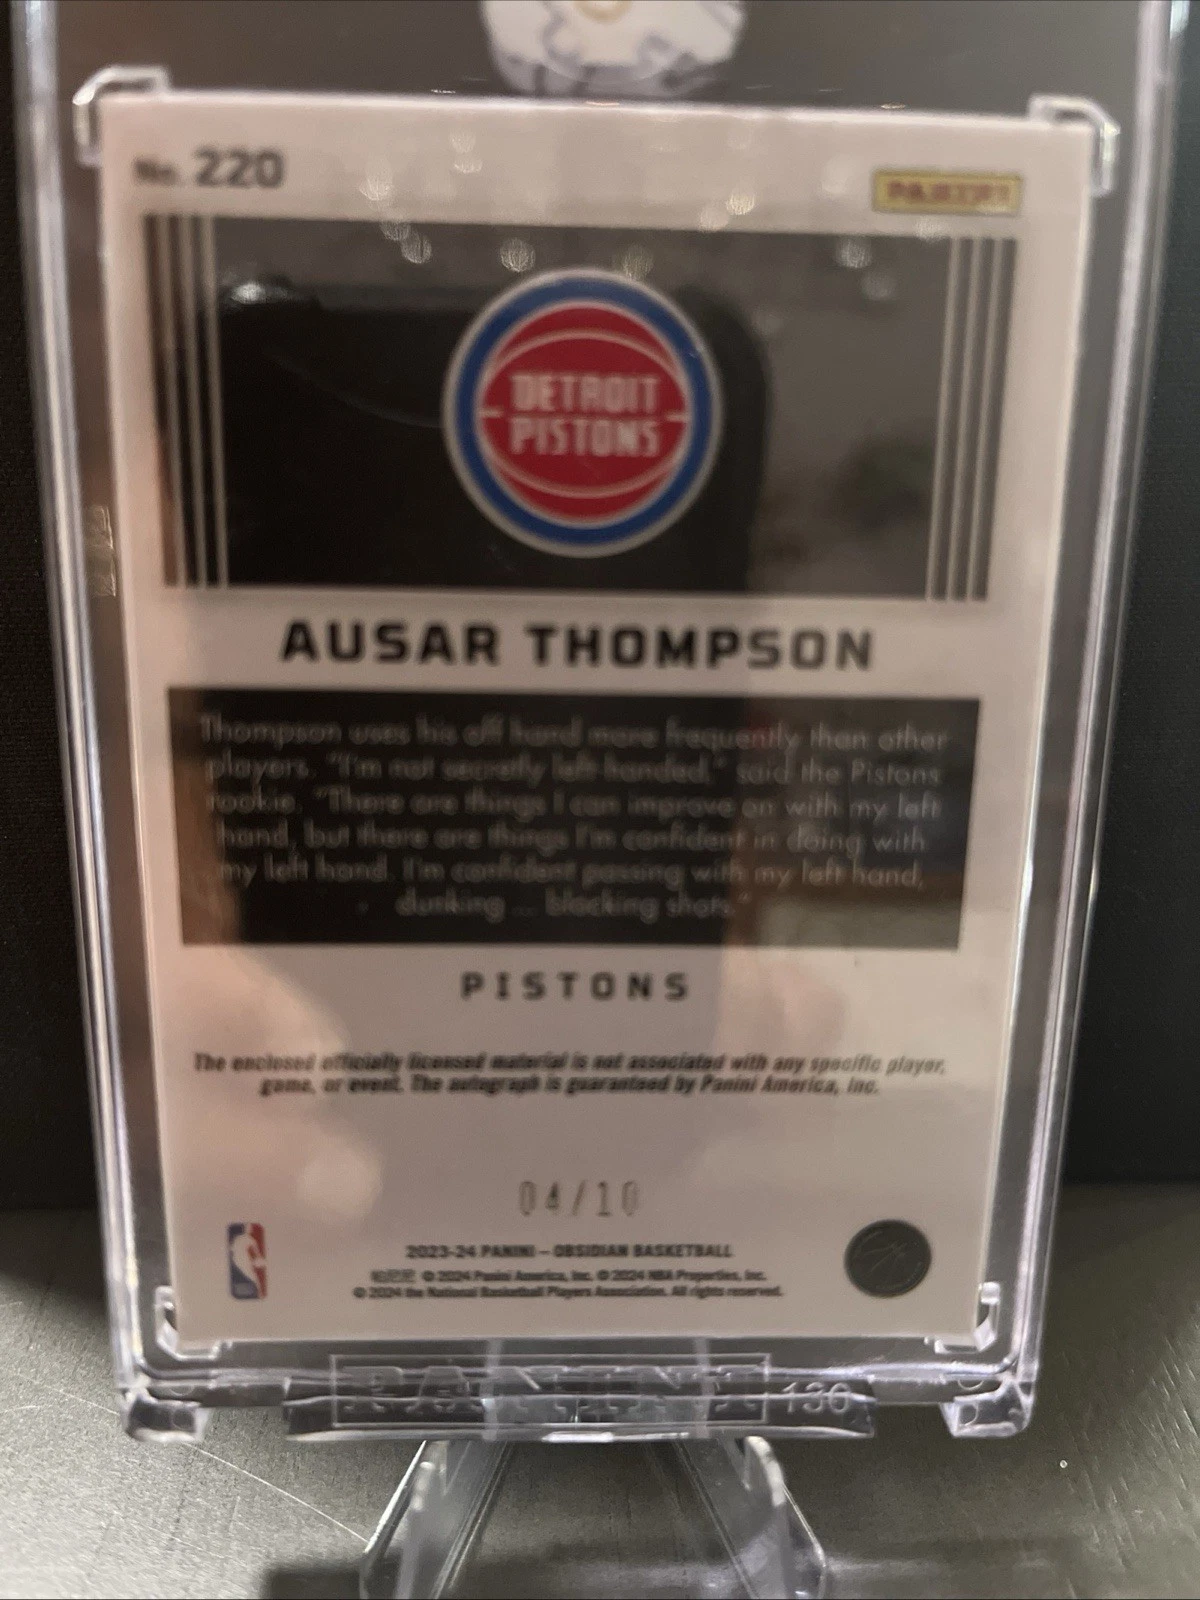 No. 220
PANINI
DETROIT
PISTONS
AUSAR THOMPSON
Thompson uses his off hand more frequently than other
players. "I'm not secretly left-handed," said the Pistons
rookie. "There are things I can improve on with my left
hand, but there are things I'm confident in doing with
my left hand. I'm confident passing with my left hand,
dunking ... blocking shots."
PISTONS
The enclosed officially licensed material is not associated with any specific player,
game, or event. The autograph is guaranteed by Panini America, Inc.
04/10
2023-24 PANINI – OBSIDIAN BASKETBALL
© 2024 Panini America, Inc. © 2024 NBA Properties, Inc.
© 2024 the National Basketball Players Association. All rights reserved.
PANINI 130